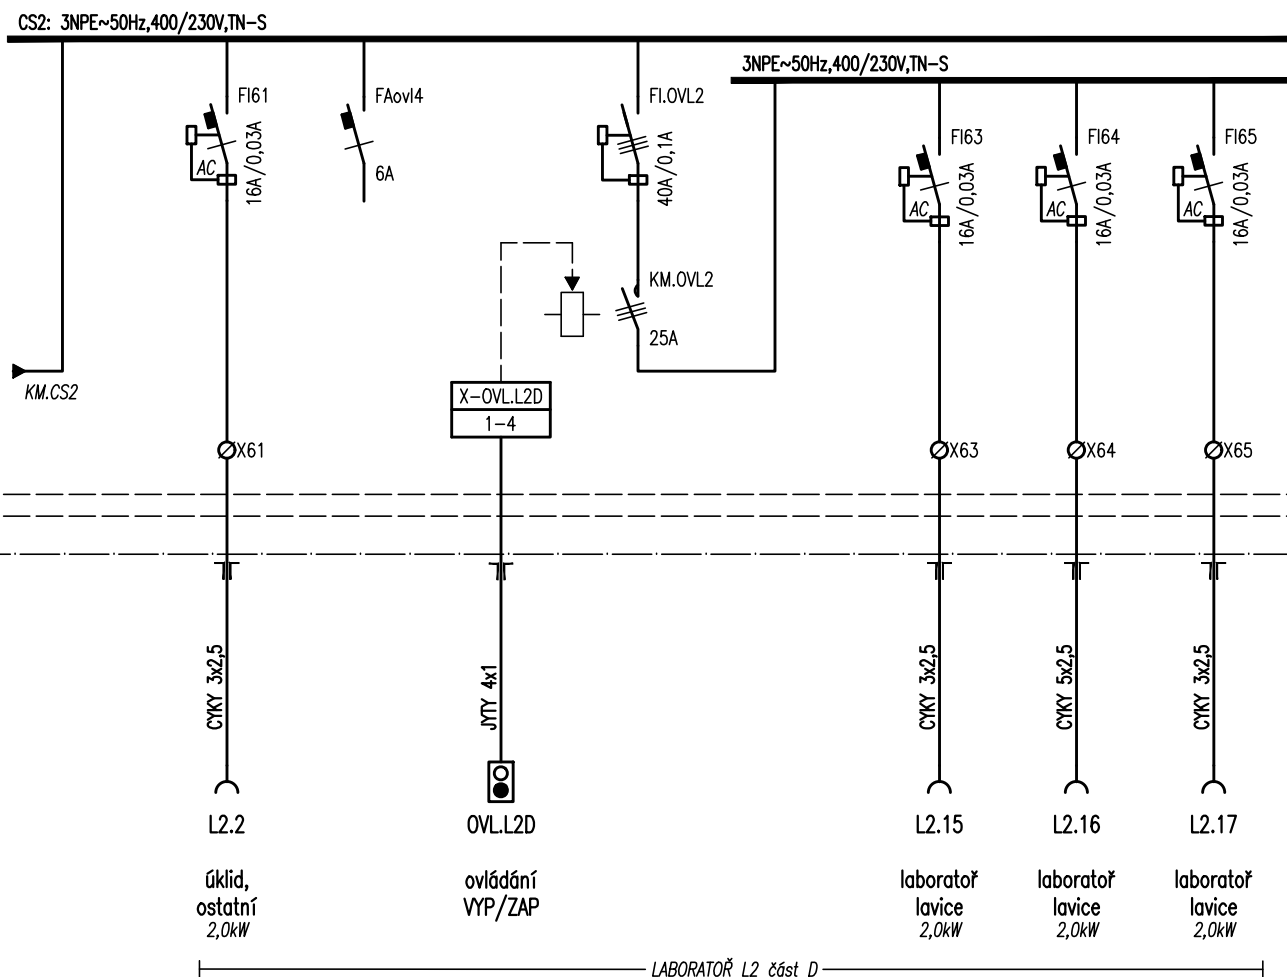 CS2: 3NPE~50Hz,400/230V,TN-S
3NPE~50Hz,400/230V,TN-S
FI61
AC
16A/0,03A
FAovl4
6A
FI.OVL2
40A/0,1A
KM.OVL2
25A
FI63
AC
16A/0,03A
FI64
AC
16A/0,03A
FI65
AC
16A/0,03A
KM.CS2
X-OVL.L2D
1-4
X61
X63
X64
X65
CYKY 3x2,5
JYTY 4x1
CYKY 3x2,5
CYKY 5x2,5
CYKY 3x2,5
L2.2
úklid,
ostatní
2,0kW
OVL.L2D
ovládání
VYP/ZAP
L2.15
laboratoř
lavice
2,0kW
L2.16
laboratoř
lavice
2,0kW
L2.17
laboratoř
lavice
2,0kW
LABORATOŘ L2 část D